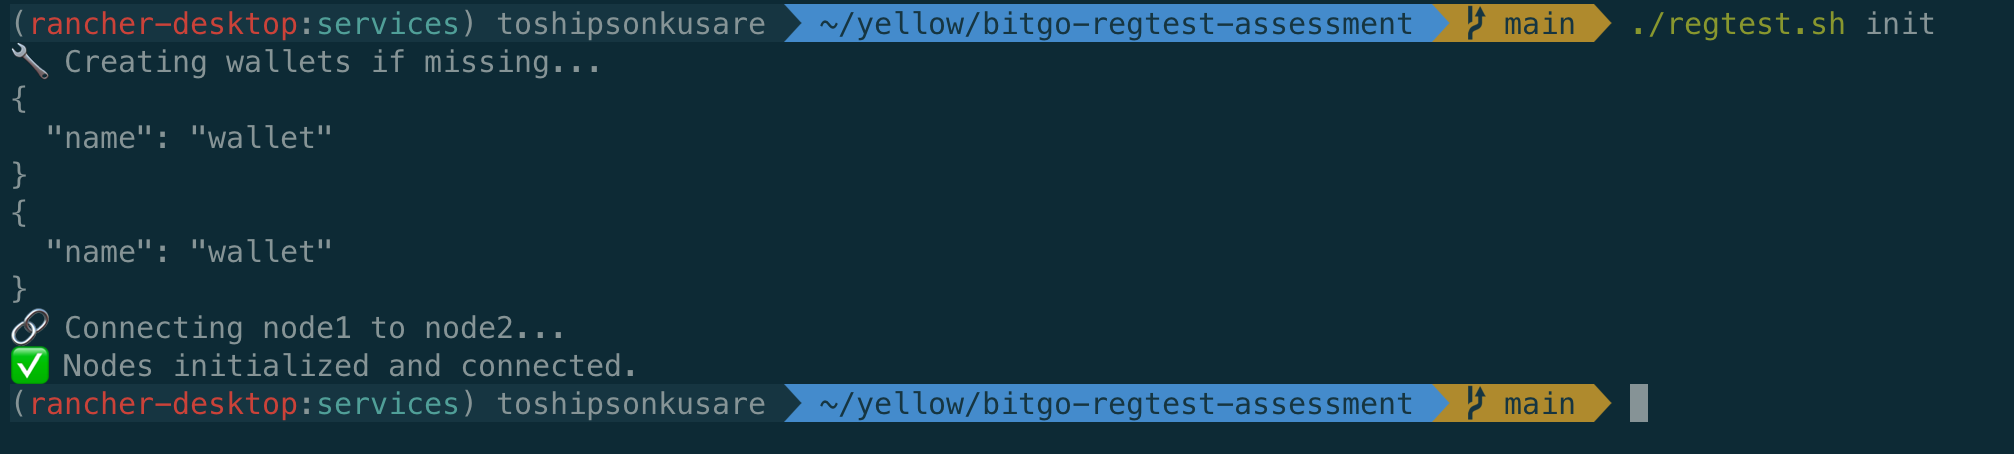 (rancher-desktop:services) toshipsonkusare ~/yellow/bitgo-regtest-assessment main ./regtest.sh init
🔧 Creating wallets if missing...
{
  "name": "wallet"
}
{
  "name": "wallet"
}
🔗 Connecting node1 to node2...
✅ Nodes initialized and connected.
(rancher-desktop:services) toshipsonkusare ~/yellow/bitgo-regtest-assessment main